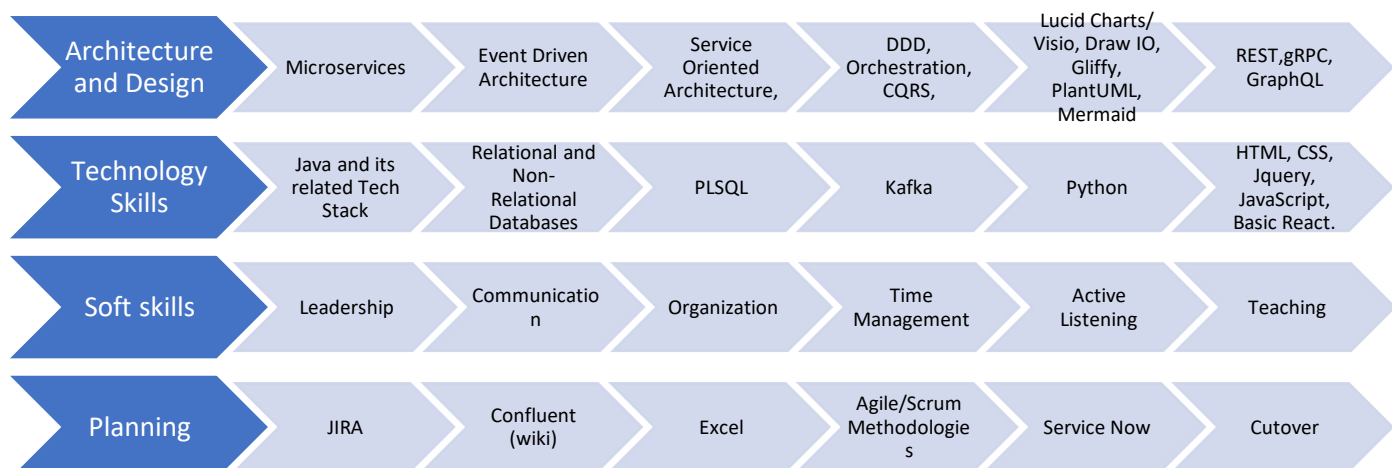 Architecture
and Design
Microservices
Event Driven
Architecture
Service
Oriented
Architecture,
DDD,
Orchestration,
CQRS,
Lucid Charts/
Visio, Draw IO,
Gliffy,
PlantUML,
Mermaid
REST,gRPC,
GraphQL
Technology
Skills
Java and its
related Tech
Stack
Relational and
Non-
Relational
Databases
PLSQL
Kafka
Python
HTML, CSS,
Jquery,
JavaScript,
Basic React.
Soft skills
Leadership
Communicatio
n
Organization
Time
Management
Active
Listening
Teaching
Planning
JIRA
Confluent
(wiki)
Excel
Agile/Scrum
Methodologie
s
Service Now
Cutover